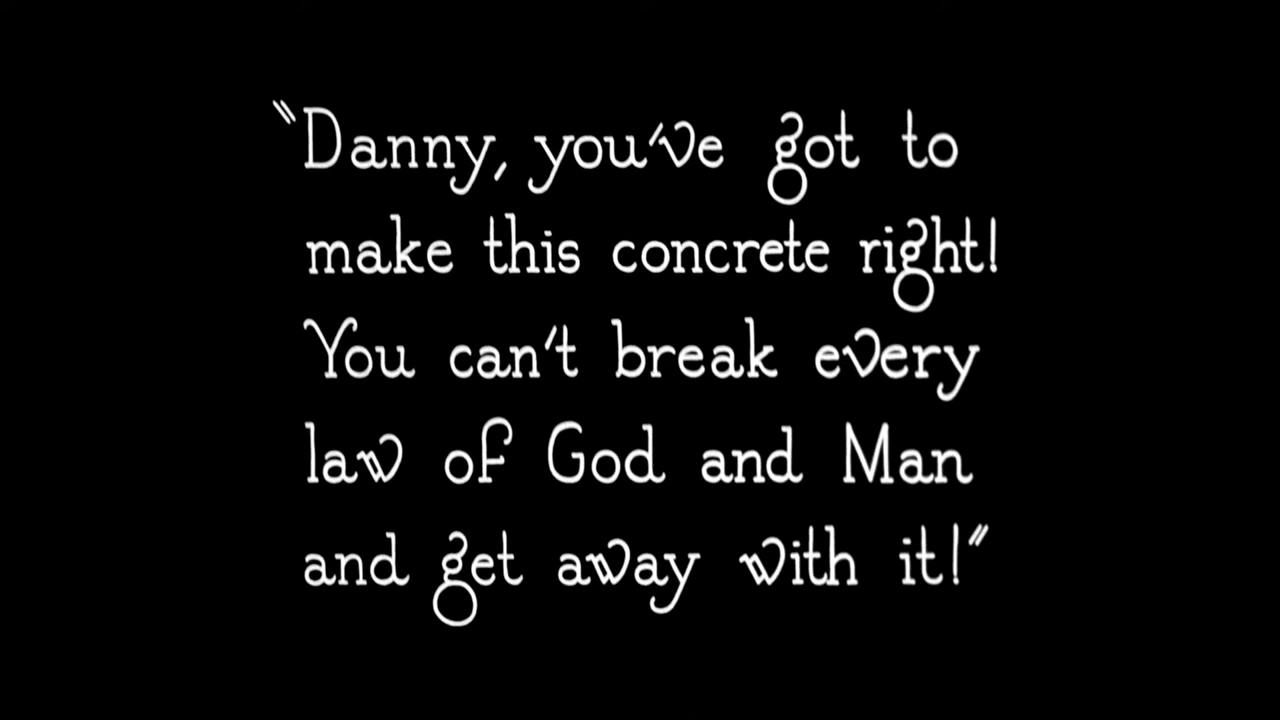 "Danny, you've got to
make this concrete right!
You can't break every
law of God and Man
and get away with it!"